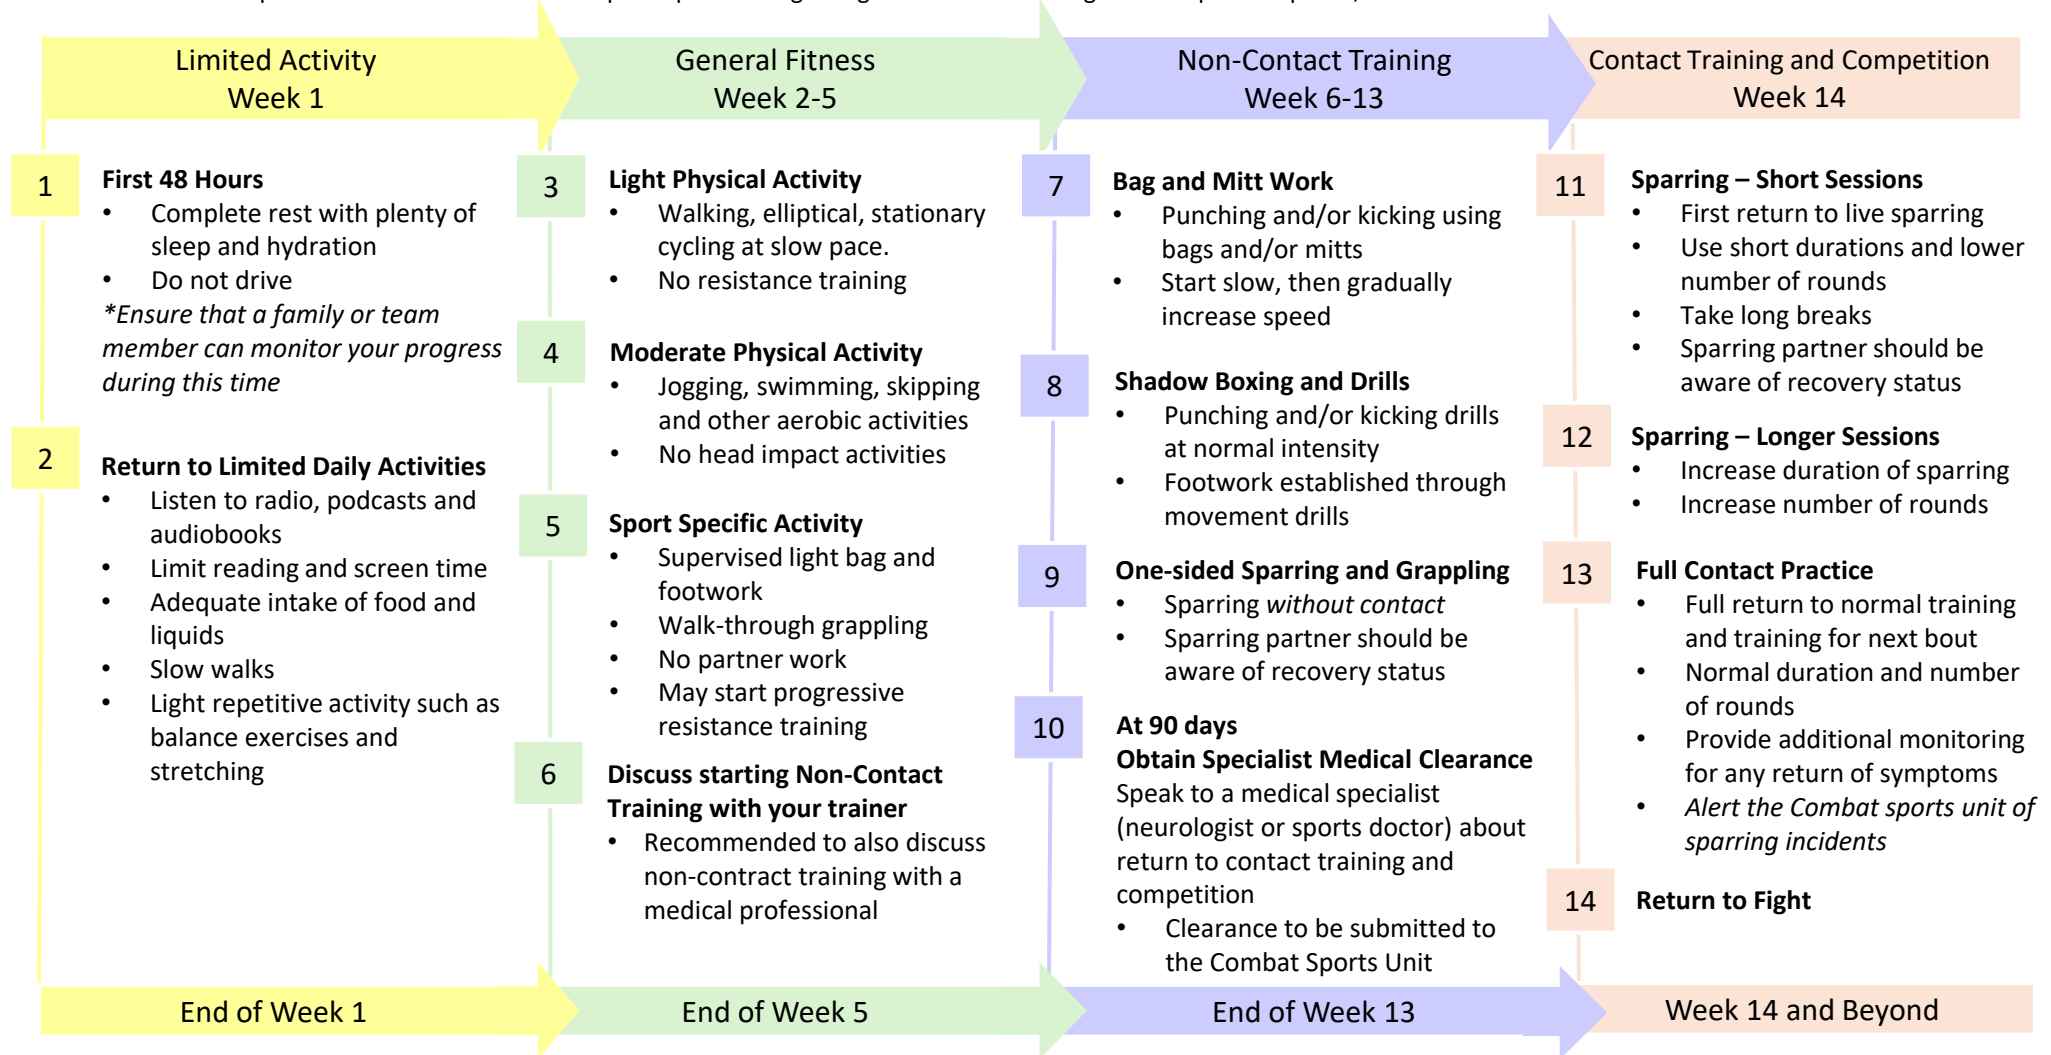 Limited Activity
Week 1
General Fitness
Week 2-5
Non-Contact Training
Week 6-13
Contact Training and Competition
Week 14
1
First 48 Hours
• Complete rest with plenty of
sleep and hydration
• Do not drive
*Ensure that a family or team
member can monitor your progress
during this time
2
Return to Limited Daily Activities
• Listen to radio, podcasts and
audiobooks
• Limit reading and screen time
• Adequate intake of food and
liquids
• Slow walks
• Light repetitive activity such as
balance exercises and
stretching
3
Light Physical Activity
• Walking, elliptical, stationary
cycling at slow pace.
• No resistance training
4
Moderate Physical Activity
• Jogging, swimming, skipping
and other aerobic activities
• No head impact activities
5
Sport Specific Activity
• Supervised light bag and
footwork
• Walk-through grappling
• No partner work
• May start progressive
resistance training
6
Discuss starting Non-Contact
Training with your trainer
• Recommended to also discuss
non-contract training with a
medical professional
7
Bag and Mitt Work
• Punching and/or kicking using
bags and/or mitts
• Start slow, then gradually
increase speed
8
Shadow Boxing and Drills
• Punching and/or kicking drills
at normal intensity
• Footwork established through
movement drills
9
One-sided Sparring and Grappling
• Sparring without contact
• Sparring partner should be
aware of recovery status
10
At 90 days
Obtain Specialist Medical Clearance
Speak to a medical specialist
(neurologist or sports doctor) about
return to contact training and
competition
• Clearance to be submitted to
the Combat Sports Unit
11
Sparring – Short Sessions
• First return to live sparring
• Use short durations and lower
number of rounds
• Take long breaks
• Sparring partner should be
aware of recovery status
12
Sparring – Longer Sessions
• Increase duration of sparring
• Increase number of rounds
13
Full Contact Practice
• Full return to normal training
and training for next bout
• Normal duration and number
of rounds
• Provide additional monitoring
for any return of symptoms
• Alert the Combat sports unit of
sparring incidents
14
Return to Fight
End of Week 1
End of Week 5
End of Week 13
Week 14 and Beyond